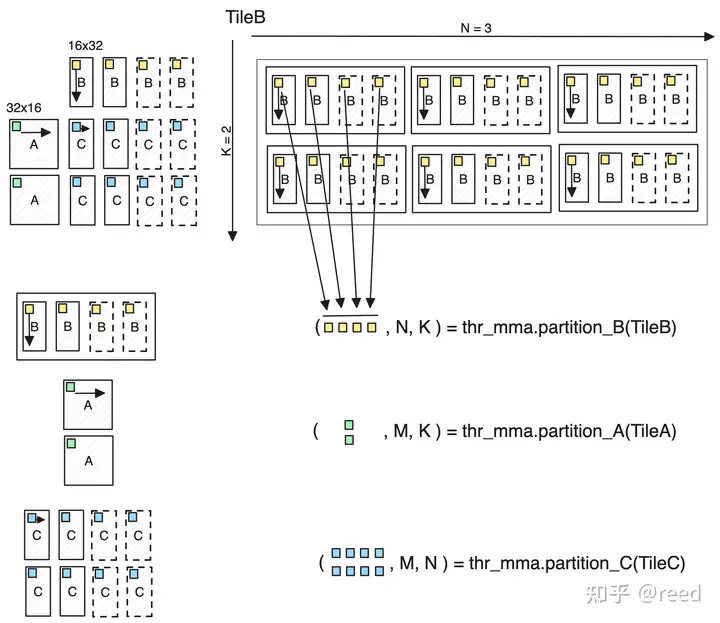 TileB
N = 3
16x32
B B B B
32x16
A C C C C
A C C C C
K = 2
B B B B B B B B B B B B
B B B B B B B B B B B B
B B B B
( , N, K ) = thr_mma.partition_B(TileB)
A
A
( , M, K ) = thr_mma.partition_A(TileA)
C C C C
C C C C
( , M, N ) = thr_mma.partition_C(TileC)
知乎 @reed